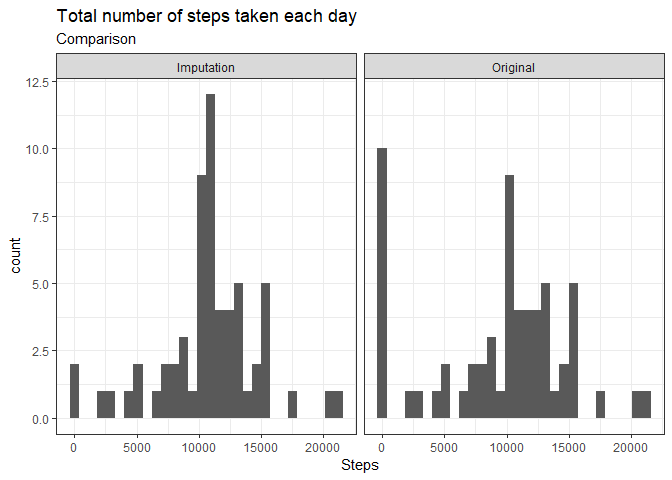 Total number of steps taken each day
Comparison
Imputation
Original
12.5
10.0
7.5
5.0
2.5
0.0
count
0 5000 10000 15000 20000
0 5000 10000 15000 20000
Steps